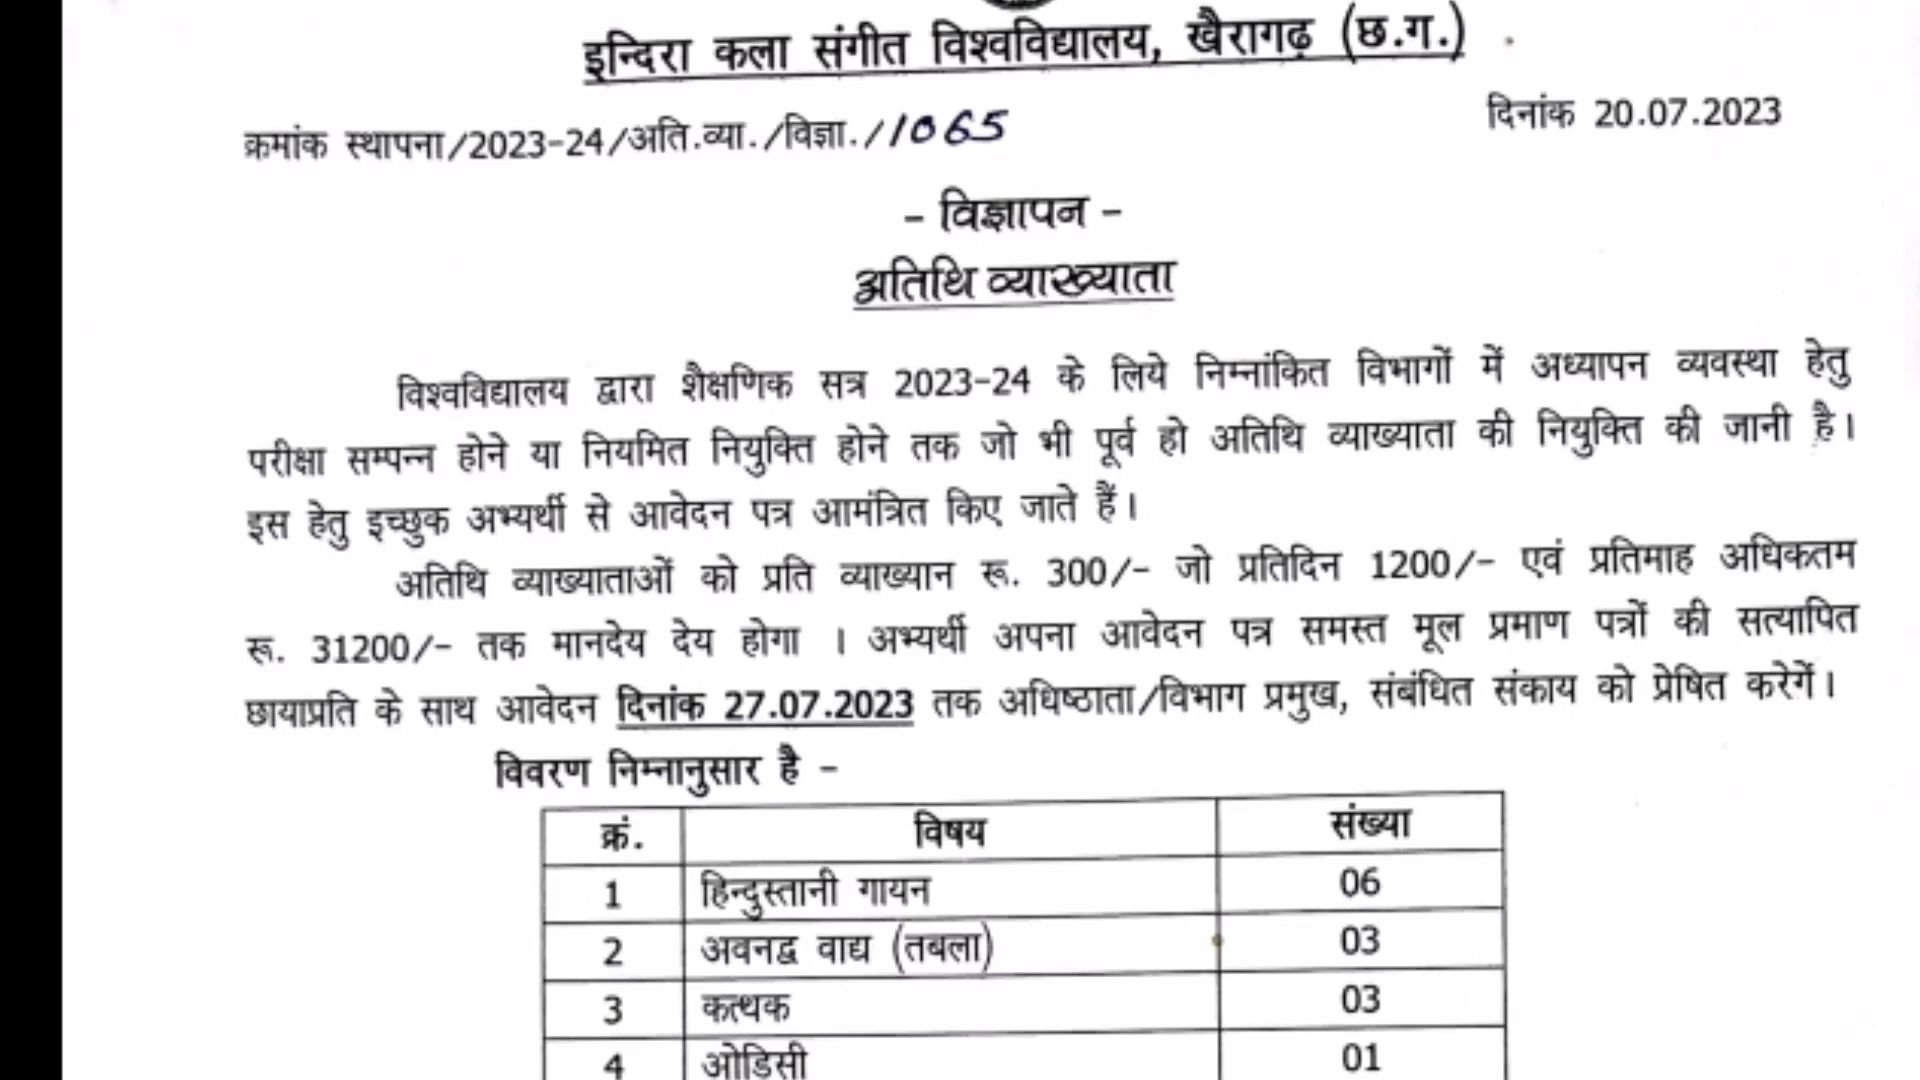 इन्दिरा कला संगीत विश्वविद्यालय, खैरागढ़ (छ.ग.)
क्रमांक स्थापना/2023-24/अति.व्या./विज्ञा./1065
दिनांक 20.07.2023
- विज्ञापन -
अतिथि व्याख्याता
विश्वविद्यालय द्वारा शैक्षणिक सत्र 2023-24 के लिये निम्नांकित विभागों में अध्यापन व्यवस्था हेतु
परीक्षा सम्पन्न होने या नियमित नियुक्ति होने तक जो भी पूर्व हो अतिथि व्याख्याता की नियुक्ति की जानी है।
इस हेतु इच्छुक अभ्यर्थी से आवेदन पत्र आमंत्रित किए जाते हैं।
अतिथि व्याख्याताओं को प्रति व्याख्यान रू. 300/- जो प्रतिदिन 1200/- एवं प्रतिमाह अधिकतम
रू. 31200/- तक मानदेय देय होगा । अभ्यर्थी अपना आवेदन पत्र समस्त मूल प्रमाण पत्रों की सत्यापित
छायाप्रति के साथ आवेदन दिनांक 27.07.2023 तक अधिष्ठाता/विभाग प्रमुख, संबंधित संकाय को प्रेषित करेगें।
विवरण निम्नानुसार है -
क्रं. विषय संख्या
1 हिन्दुस्तानी गायन 06
2 अवनद्व वाद्य (तबला) 03
3 कत्थक 03
4 ओडिसी 01